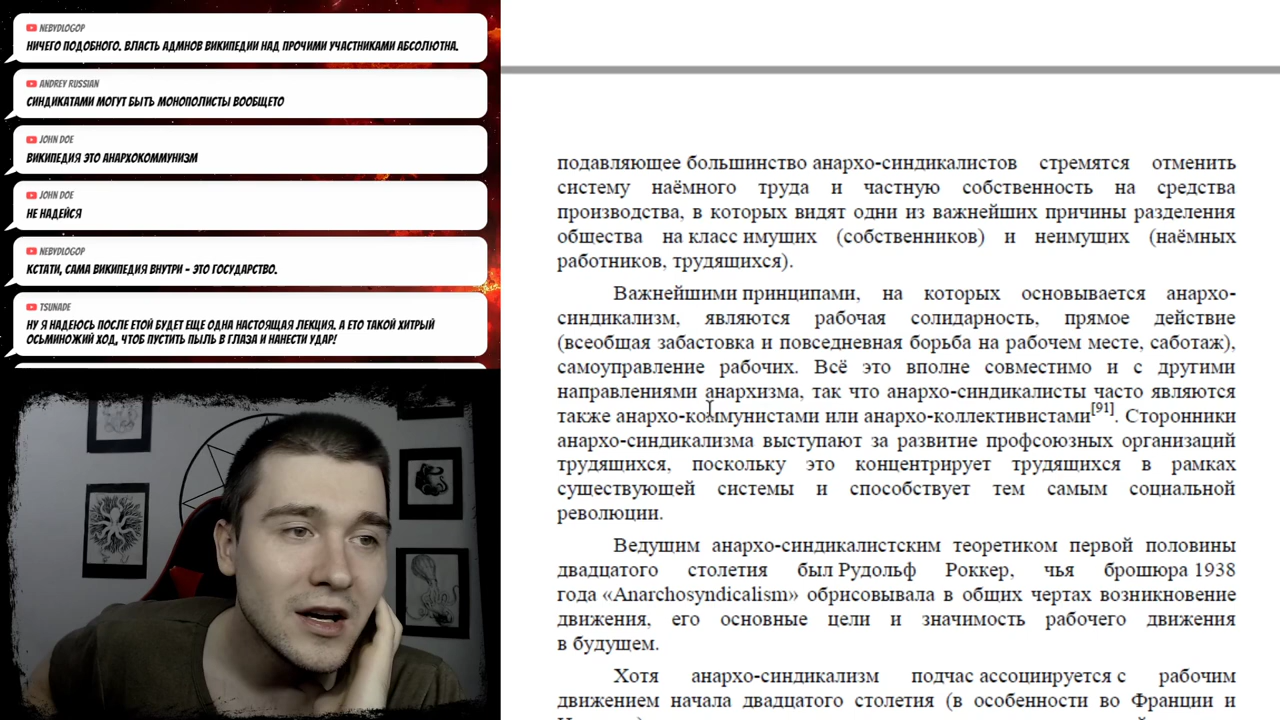 NEBYDLOGOP
НИЧЕГО ПОДОБНОГО. ВЛАСТЬ АДМНОВ ВИКИПЕДИИ НАД ПРОЧИМИ УЧАСТНИКАМИ АБСОЛЮТНА.
ANDREY RUSSIAN
СИНДИКАТАМИ МОГУТ БЫТЬ МОНОПОЛИСТЫ ВООБЩЕТО
JOHN DOE
ВИКИПЕДИЯ ЭТО АНАРХОКОММУНИЗМ
JOHN DOE
НЕ НАДЕЙСЯ
NEBYDLOGOP
КСТАТИ, САМА ВИКИПЕДИЯ ВНУТРИ - ЭТО ГОСУДАРСТВО.
TSUNADE
НУ Я НАДЕЮСЬ ПОСЛЕ ЕТОЙ БУДЕТ ЕЩЕ ОДНА НАСТОЯЩАЯ ЛЕКЦИЯ. А ЕТО ТАКОЙ ХИТРЫЙ
ОСЬМИНОЖИЙ ХОД, ЧТОБ ПУСТИТЬ ПЫЛЬ В ГЛАЗА И НАНЕСТИ УДАР!
подавляющее большинство анархо-синдикалистов стремятся отменить
систему наёмного труда и частную собственность на средства
производства, в которых видят одни из важнейших причины разделения
общества на класс имущих (собственников) и неимущих (наёмных
работников, трудящихся).
Важнейшими принципами, на которых основывается анархо-
синдикализм, являются рабочая солидарность, прямое действие
(всеобщая забастовка и повседневная борьба на рабочем месте, саботаж),
самоуправление рабочих. Всё это вполне совместимо и с другими
направлениями анархизма, так что анархо-синдикалисты часто являются
также анархо-коммунистами или анархо-коллективистами[91]. Сторонники
анархо-синдикализма выступают за развитие профсоюзных организаций
трудящихся, поскольку это концентрирует трудящихся в рамках
существующей системы и способствует тем самым социальной
революции.
Ведущим анархо-синдикалистским теоретиком первой половины
двадцатого столетия был Рудольф Роккер, чья брошюра 1938
года «Anarchosyndicalism» обрисовывала в общих чертах возникновение
движения, его основные цели и значимость рабочего движения
в будущем.
Хотя анархо-синдикализм подчас ассоциируется с рабочим
движением начала двадцатого столетия (в особенности во Франции и